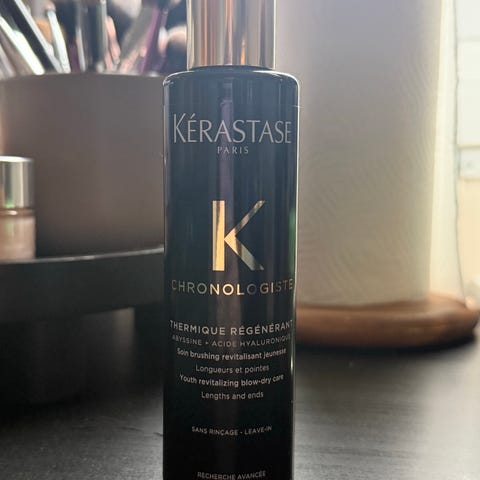 KÉRASTASE
PARIS
K
CHRONOLOGISTE
THERMIQUE RÉGÉNÉRANT
ABYSSINE + ACIDE HYALURONIQUE
Soin brushing revitalisant jeunesse
Longueurs et pointes
Youth revitalizing blow-dry care
Lengths and ends
SANS RINÇAGE - LEAVE-IN
RECHERCHE AVANCÉE